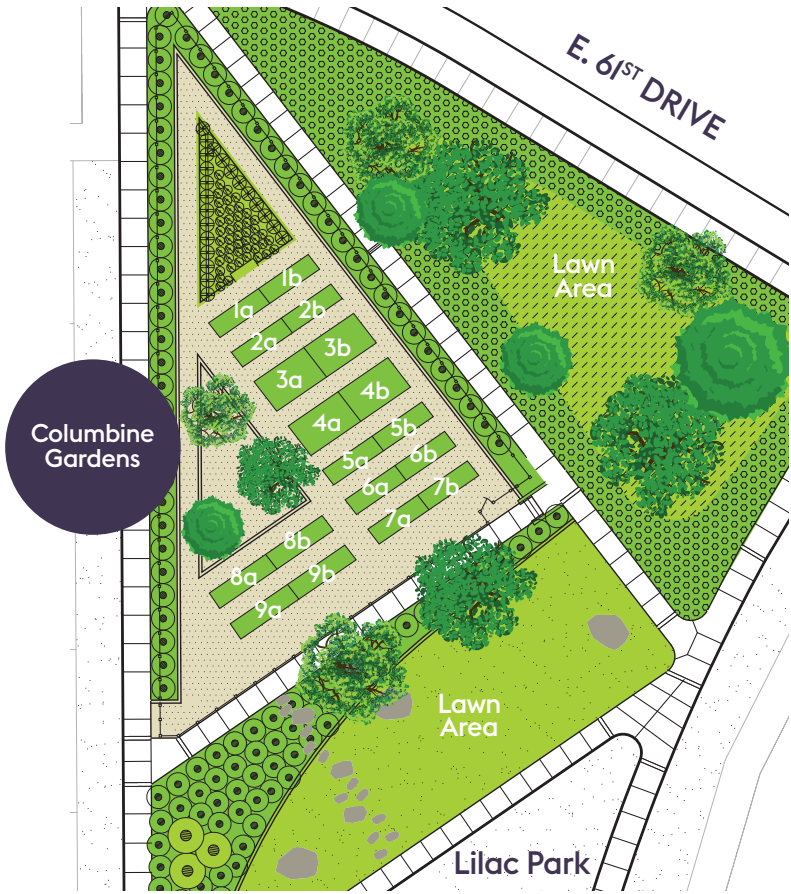 E. 61ST DRIVE
Lawn
Area
1b
1a
2b
2a
3b
3a
4b
4a
5b
5a
6b
6a
7b
7a
8b
8a
9b
9a
Columbine
Gardens
Lawn
Area
Lilac Park